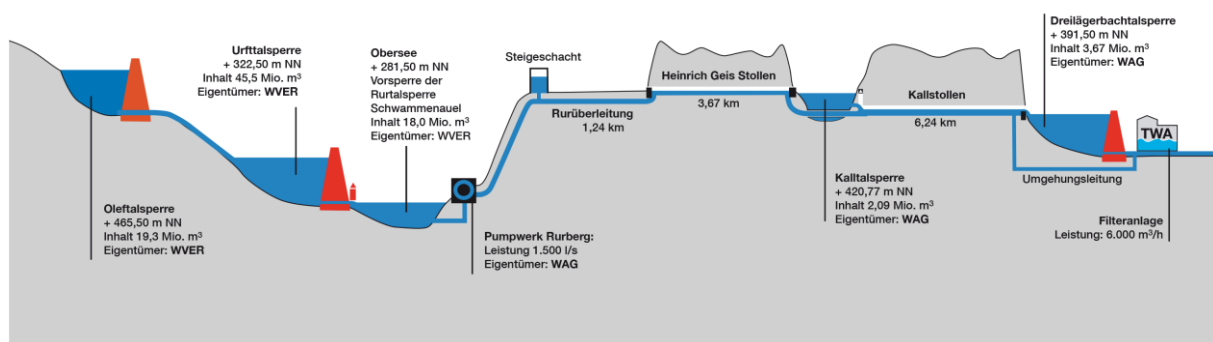 Oleftalsperre
+ 465,50 m NN
Inhalt 19,3 Mio. m³
Eigentümer: WVER
Urfttalsperre
+ 322,50 m NN
Inhalt 45,5 Mio. m³
Eigentümer: WVER
Obersee
+ 281,50 m NN
Vorsperre der
Rurtalsperre
Schwammenauel
Inhalt 18,0 Mio. m³
Eigentümer: WVER
Pumpwerk Rurberg:
Leistung 1.500 l/s
Eigentümer: WAG
Steigeschacht
Rurüberleitung
1,24 km
Heinrich Geis Stollen
3,67 km
Kalltalsperre
+ 420,77 m NN
Inhalt 2,09 Mio. m³
Eigentümer: WAG
Kallstollen
6,24 km
Dreilägerbachtalsperre
+ 391,50 m NN
Inhalt 3,67 Mio. m³
Eigentümer: WAG
Umgehungsleitung
TWA
Filteranlage
Leistung: 6.000 m³/h